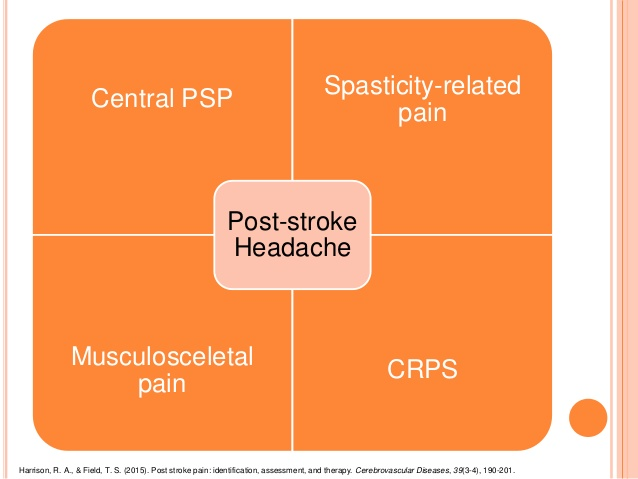 Central PSP
Spasticity-related
pain
Post-stroke
Headache
Musculosceletal
pain
CRPS
Harrison, R. A., & Field, T. S. (2015). Post stroke pain: identification, assessment, and therapy. Cerebrovascular Diseases, 39(3-4), 190-201.